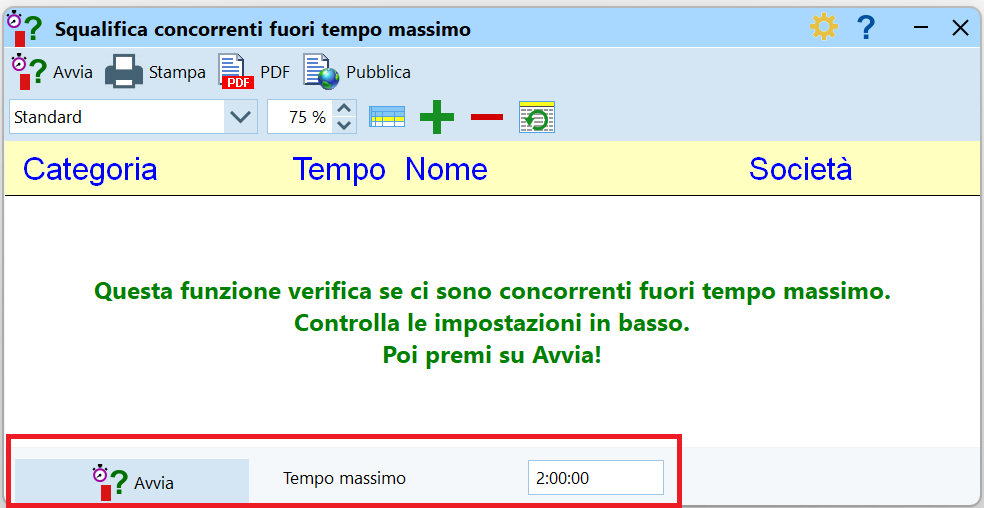 Squalifica concorrenti fuori tempo massimo
Avvia Stampa PDF Pubblica
Standard 75 %
Categoria Tempo Nome Società
Questa funzione verifica se ci sono concorrenti fuori tempo massimo.
Controlla le impostazioni in basso.
Poi premi su Avvia!
Avvia Tempo massimo 2:00:00